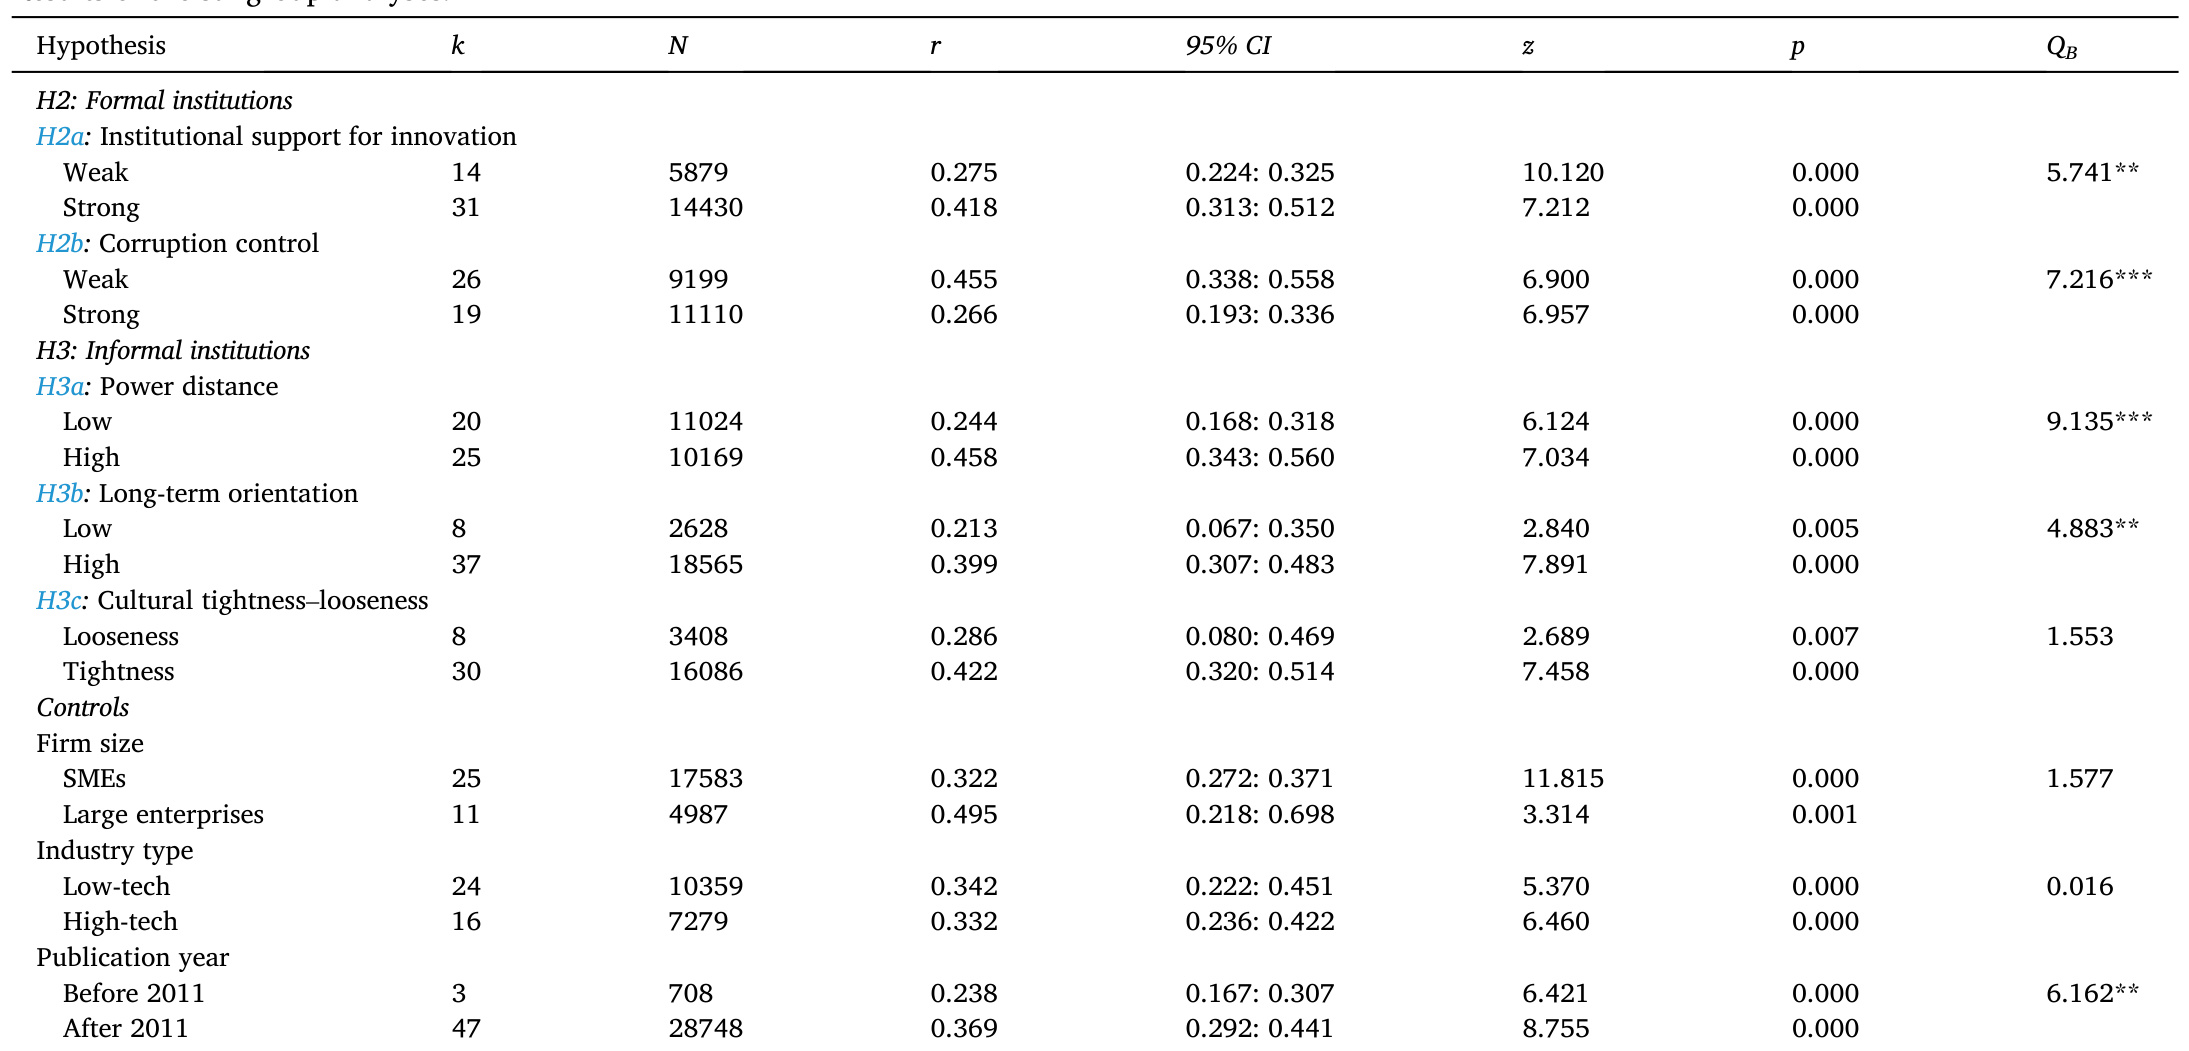 Hypothesis k N r 95% CI z p QB
H2: Formal institutions
H2a: Institutional support for innovation
Weak 14 5879 0.275 0.224: 0.325 10.120 0.000 5.741**
Strong 31 14430 0.418 0.313: 0.512 7.212 0.000
H2b: Corruption control
Weak 26 9199 0.455 0.338: 0.558 6.900 0.000 7.216***
Strong 19 11110 0.266 0.193: 0.336 6.957 0.000
H3: Informal institutions
H3a: Power distance
Low 20 11024 0.244 0.168: 0.318 6.124 0.000 9.135***
High 25 10169 0.458 0.343: 0.560 7.034 0.000
H3b: Long-term orientation
Low 8 2628 0.213 0.067: 0.350 2.840 0.005 4.883**
High 37 18565 0.399 0.307: 0.483 7.891 0.000
H3c: Cultural tightness–looseness
Looseness 8 3408 0.286 0.080: 0.469 2.689 0.007 1.553
Tightness 30 16086 0.422 0.320: 0.514 7.458 0.000
Controls
Firm size
SMEs 25 17583 0.322 0.272: 0.371 11.815 0.000 1.577
Large enterprises 11 4987 0.495 0.218: 0.698 3.314 0.001
Industry type
Low-tech 24 10359 0.342 0.222: 0.451 5.370 0.000 0.016
High-tech 16 7279 0.332 0.236: 0.422 6.460 0.000
Publication year
Before 2011 3 708 0.238 0.167: 0.307 6.421 0.000 6.162**
After 2011 47 28748 0.369 0.292: 0.441 8.755 0.000